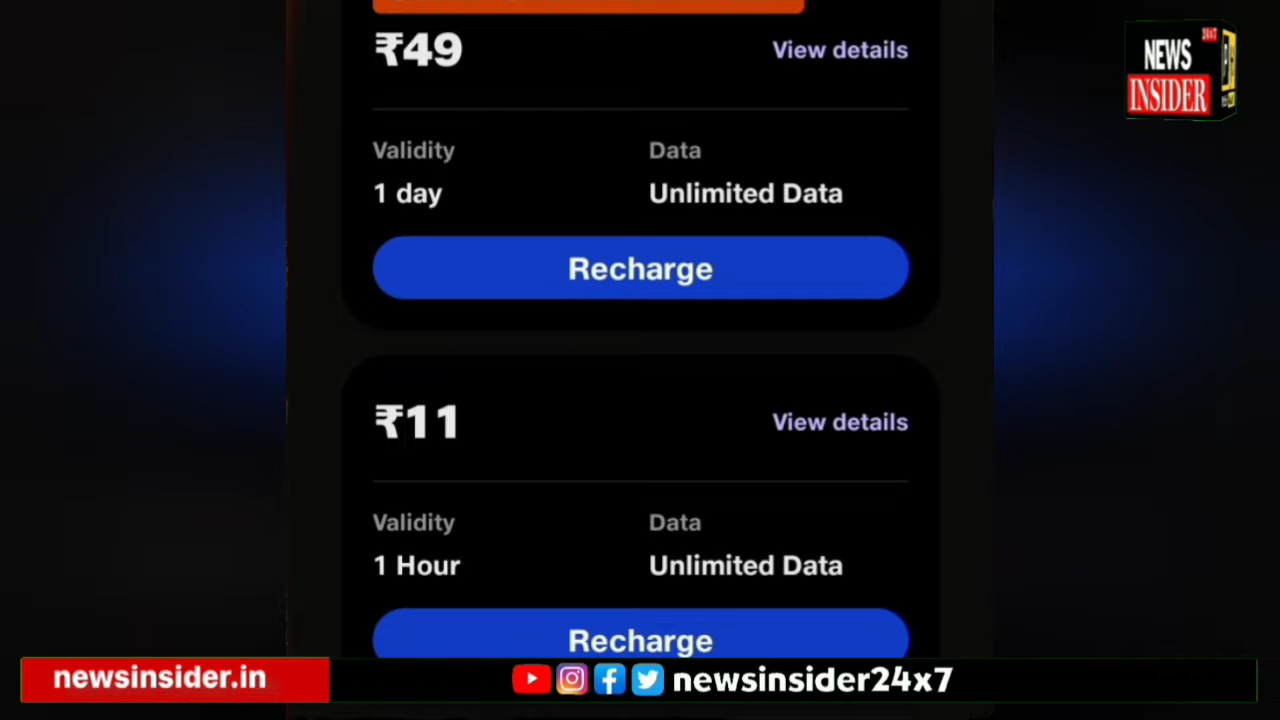 ₹49
View details
Validity
Data
1 day
Unlimited Data
Recharge
₹11
View details
Validity
Data
1 Hour
Unlimited Data
Recharge
24x7
NEWS
INSIDER
newsinsider.in
newsinsider24x7